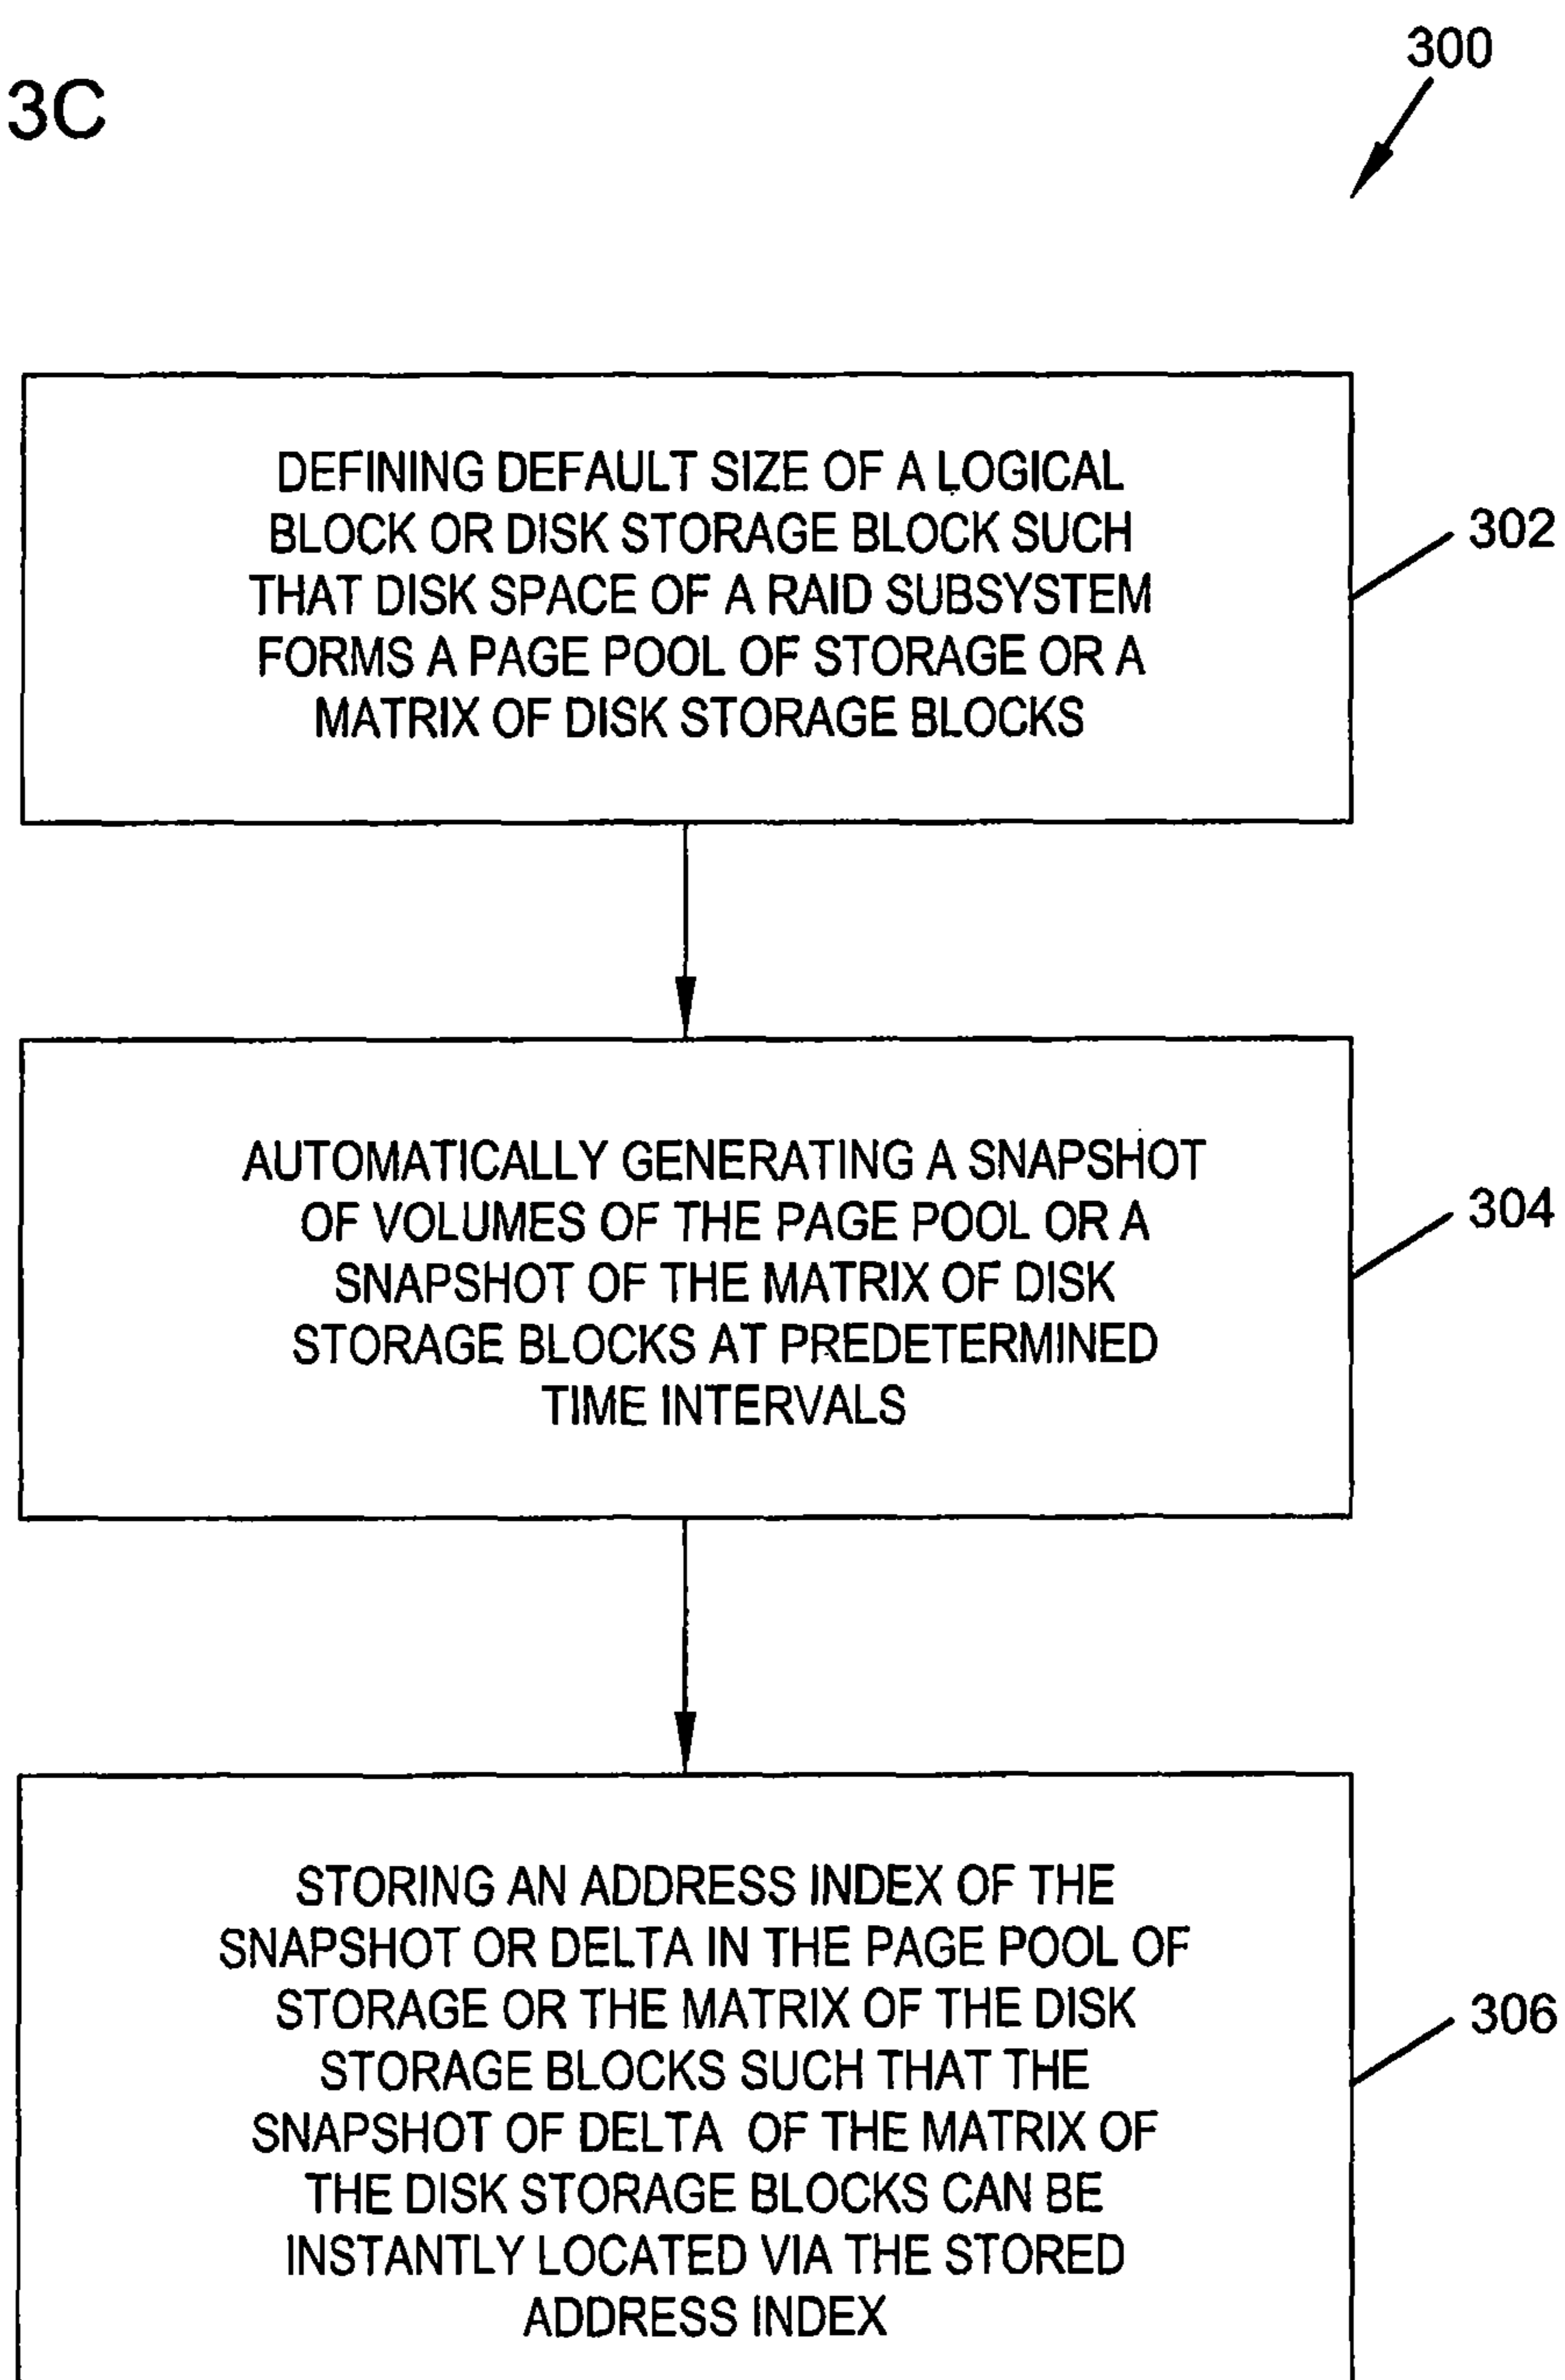 300
3C
DEFINING DEFAULT SIZE OF A LOGICAL
BLOCK OR DISK STORAGE BLOCK SUCH
THAT DISK SPACE OF A RAID SUBSYSTEM
FORMS A PAGE POOL OF STORAGE OR A
MATRIX OF DISK STORAGE BLOCKS
302
AUTOMATICALLY GENERATING A SNAPSHOT
OF VOLUMES OF THE PAGE POOL OR A
SNAPSHOT OF THE MATRIX OF DISK
STORAGE BLOCKS AT PREDETERMINED
TIME INTERVALS
304
STORING AN ADDRESS INDEX OF THE
SNAPSHOT OR DELTA IN THE PAGE POOL OF
STORAGE OR THE MATRIX OF THE DISK
STORAGE BLOCKS SUCH THAT THE
SNAPSHOT OF DELTA OF THE MATRIX OF
THE DISK STORAGE BLOCKS CAN BE
INSTANTLY LOCATED VIA THE STORED
ADDRESS INDEX
306